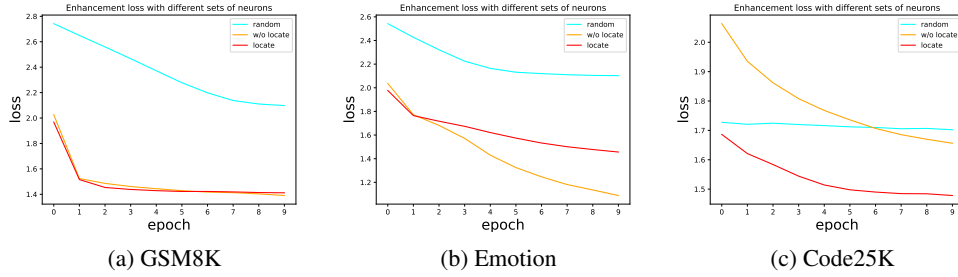 Enhancement loss with different sets of neurons
2.8
2.6
2.4
2.2
2.0
1.8
1.6
1.4
loss
random
w/o locate
locate
0 1 2 3 4 5 6 7 8 9
epoch
(a) GSM8K
Enhancement loss with different sets of neurons
2.6
2.4
2.2
2.0
1.8
1.6
1.4
1.2
loss
random
w/o locate
locate
0 1 2 3 4 5 6 7 8 9
epoch
(b) Emotion
Enhancement loss with different sets of neurons
2.0
1.9
1.8
1.7
1.6
1.5
loss
random
w/o locate
locate
0 1 2 3 4 5 6 7 8 9
epoch
(c) Code25K